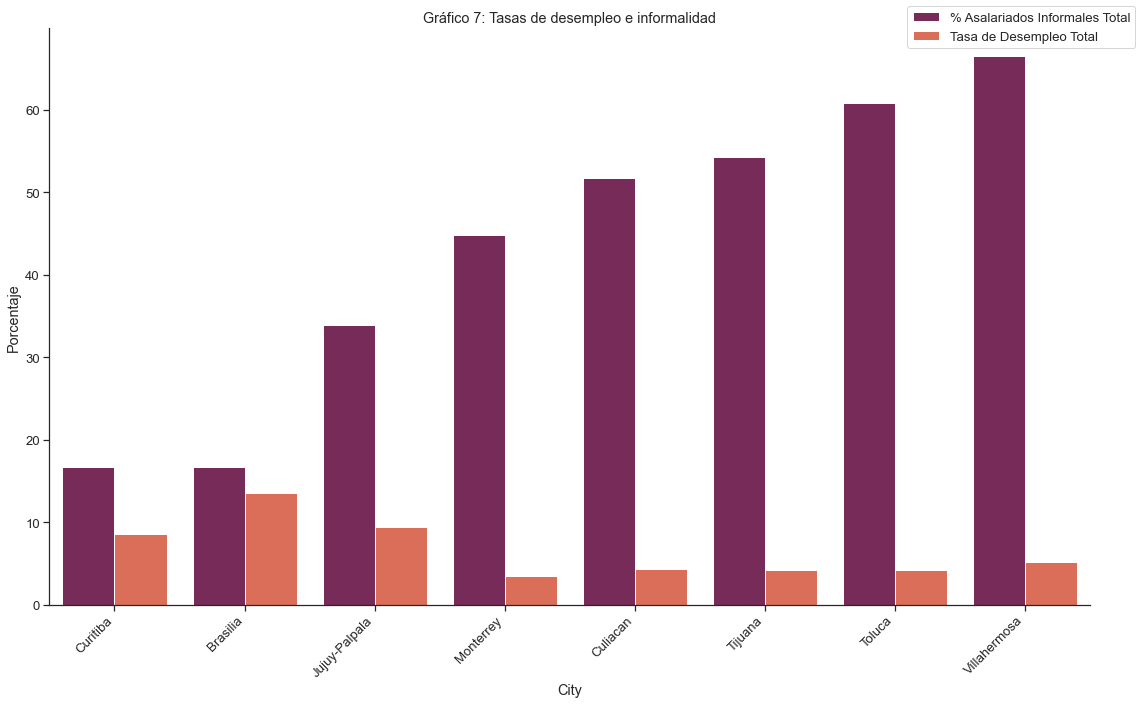 Gráfico 7: Tasas de desempleo e informalidad
% Asalariados Informales Total
Tasa de Desempleo Total
Porcentaje
60
50
40
30
20
10
0
Curitiba
Brasilia
Jujuy-Palpala
Monterrey
Culiacan
Tijuana
Toluca
Villahermosa
City